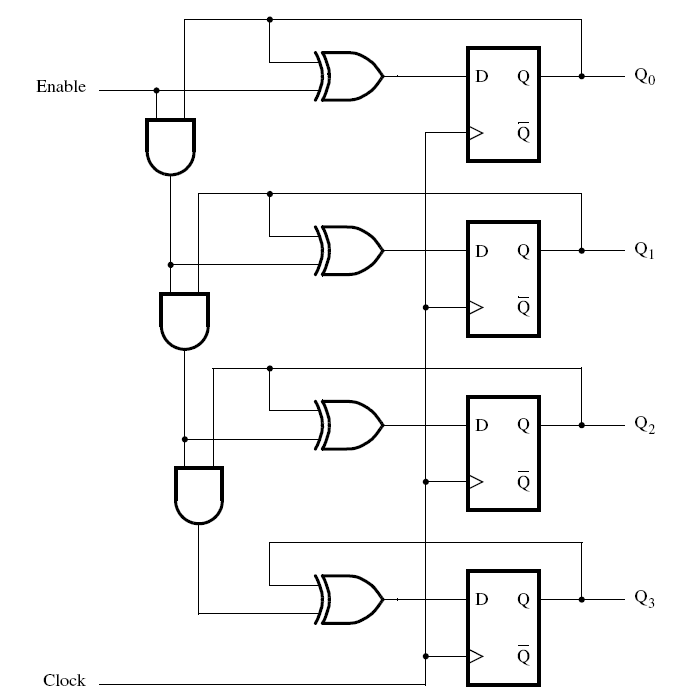 D Q Q₀
Enable
Q̅
D Q Q₁
Q̅
D Q Q₂
Q̅
D Q Q₃
Q̅
Clock